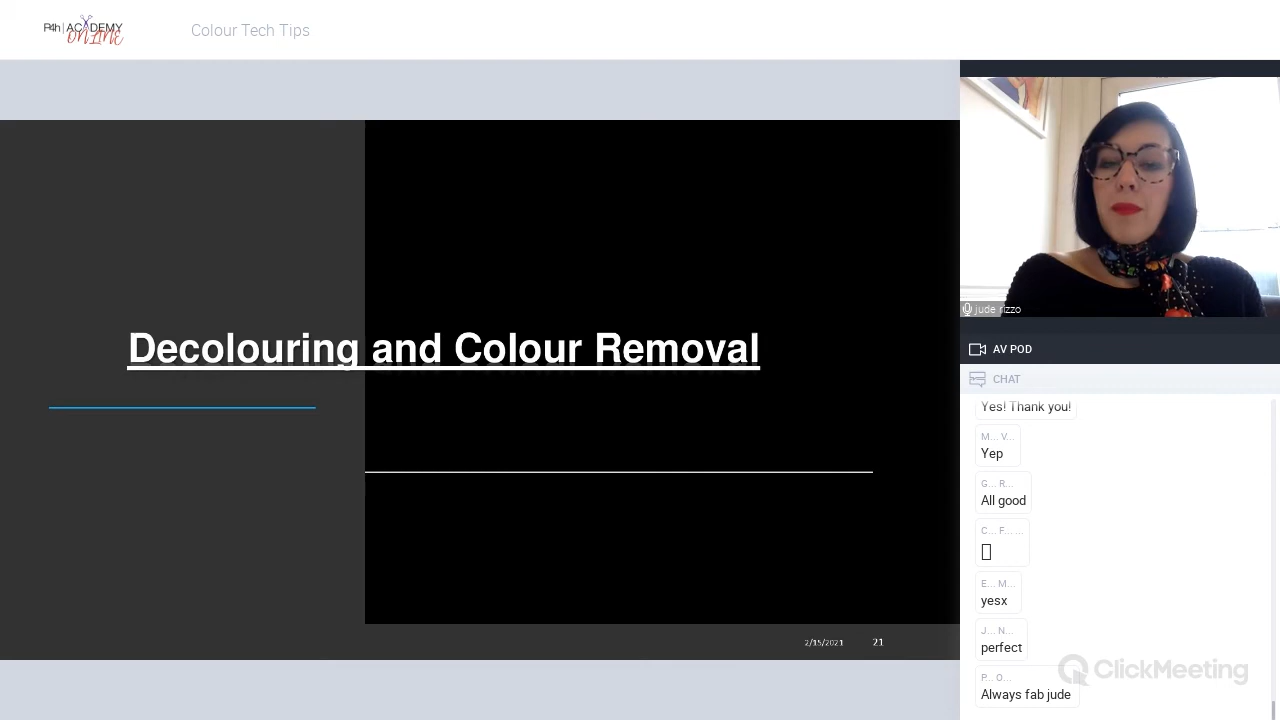 P4h | ACADEMY
ONLINE
Colour Tech Tips
Decolouring and Colour Removal
2/15/2021
21
jude rizzo
AV POD
CHAT
Yes! Thank you!
M... V...
Yep
G... R...
All good
C... F... ...
E... M...
yesx
J... N...
perfect
P... O...
Always fab jude
ClickMeeting